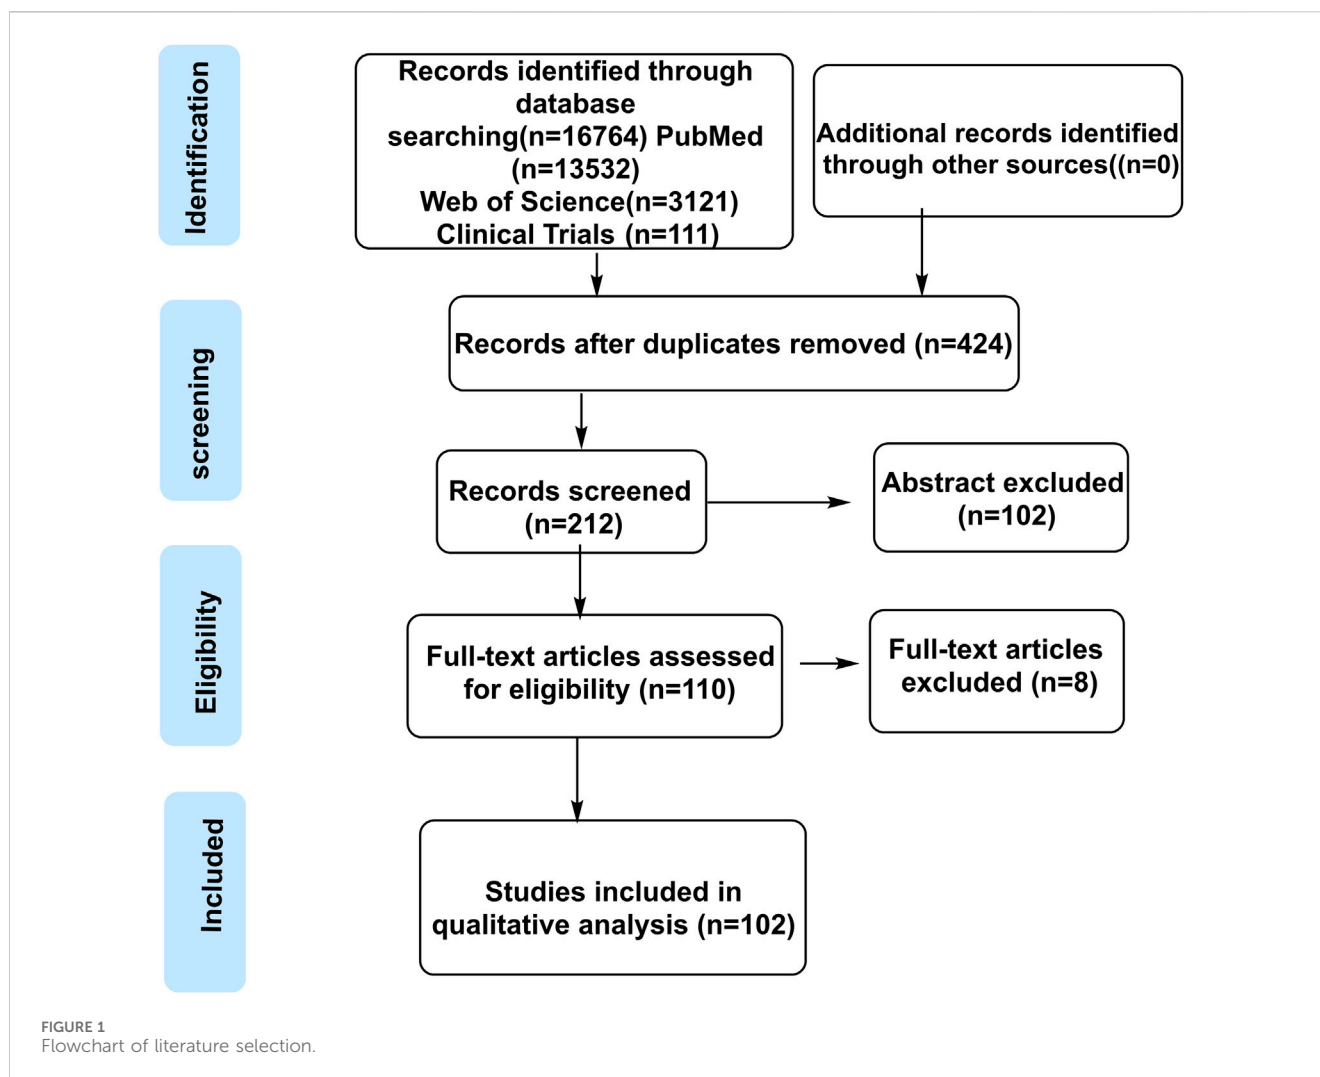 Identification
Records identified through
database
searching(n=16764) PubMed
(n=13532)
Web of Science(n=3121)
Clinical Trials (n=111)
Additional records identified
through other sources((n=0)
screening
Records after duplicates removed (n=424)
Records screened
(n=212)
Abstract excluded
(n=102)
Eligibility
Full-text articles assessed
for eligibility (n=110)
Full-text articles
excluded (n=8)
Included
Studies included in
qualitative analysis (n=102)
FIGURE 1
Flowchart of literature selection.